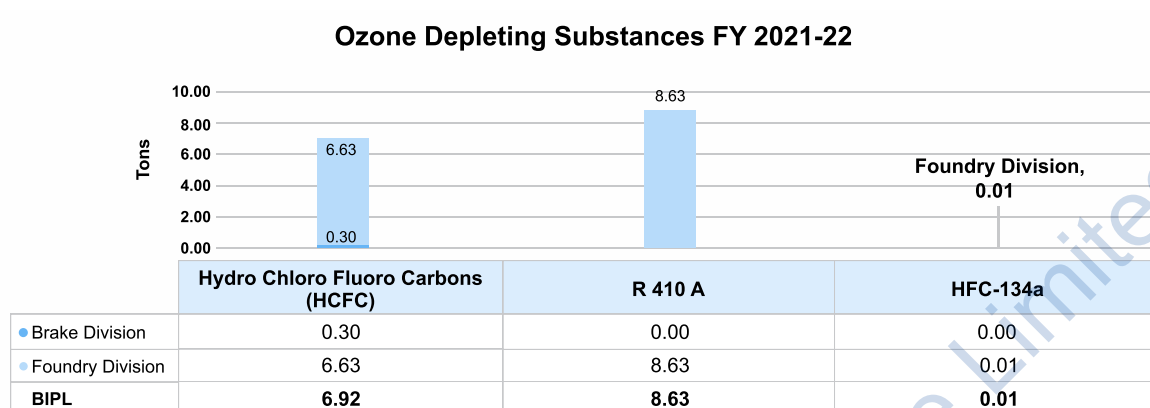 Ozone Depleting Substances FY 2021-22
Tons
10.00
8.00
6.00
4.00
2.00
0.00
6.63
0.30
8.63
Foundry Division,
0.01
Hydro Chloro Fluoro Carbons
(HCFC)
R 410 A
HFC-134a
Brake Division 0.30 0.00 0.00
Foundry Division 6.63 8.63 0.01
BIPL 6.92 8.63 0.01